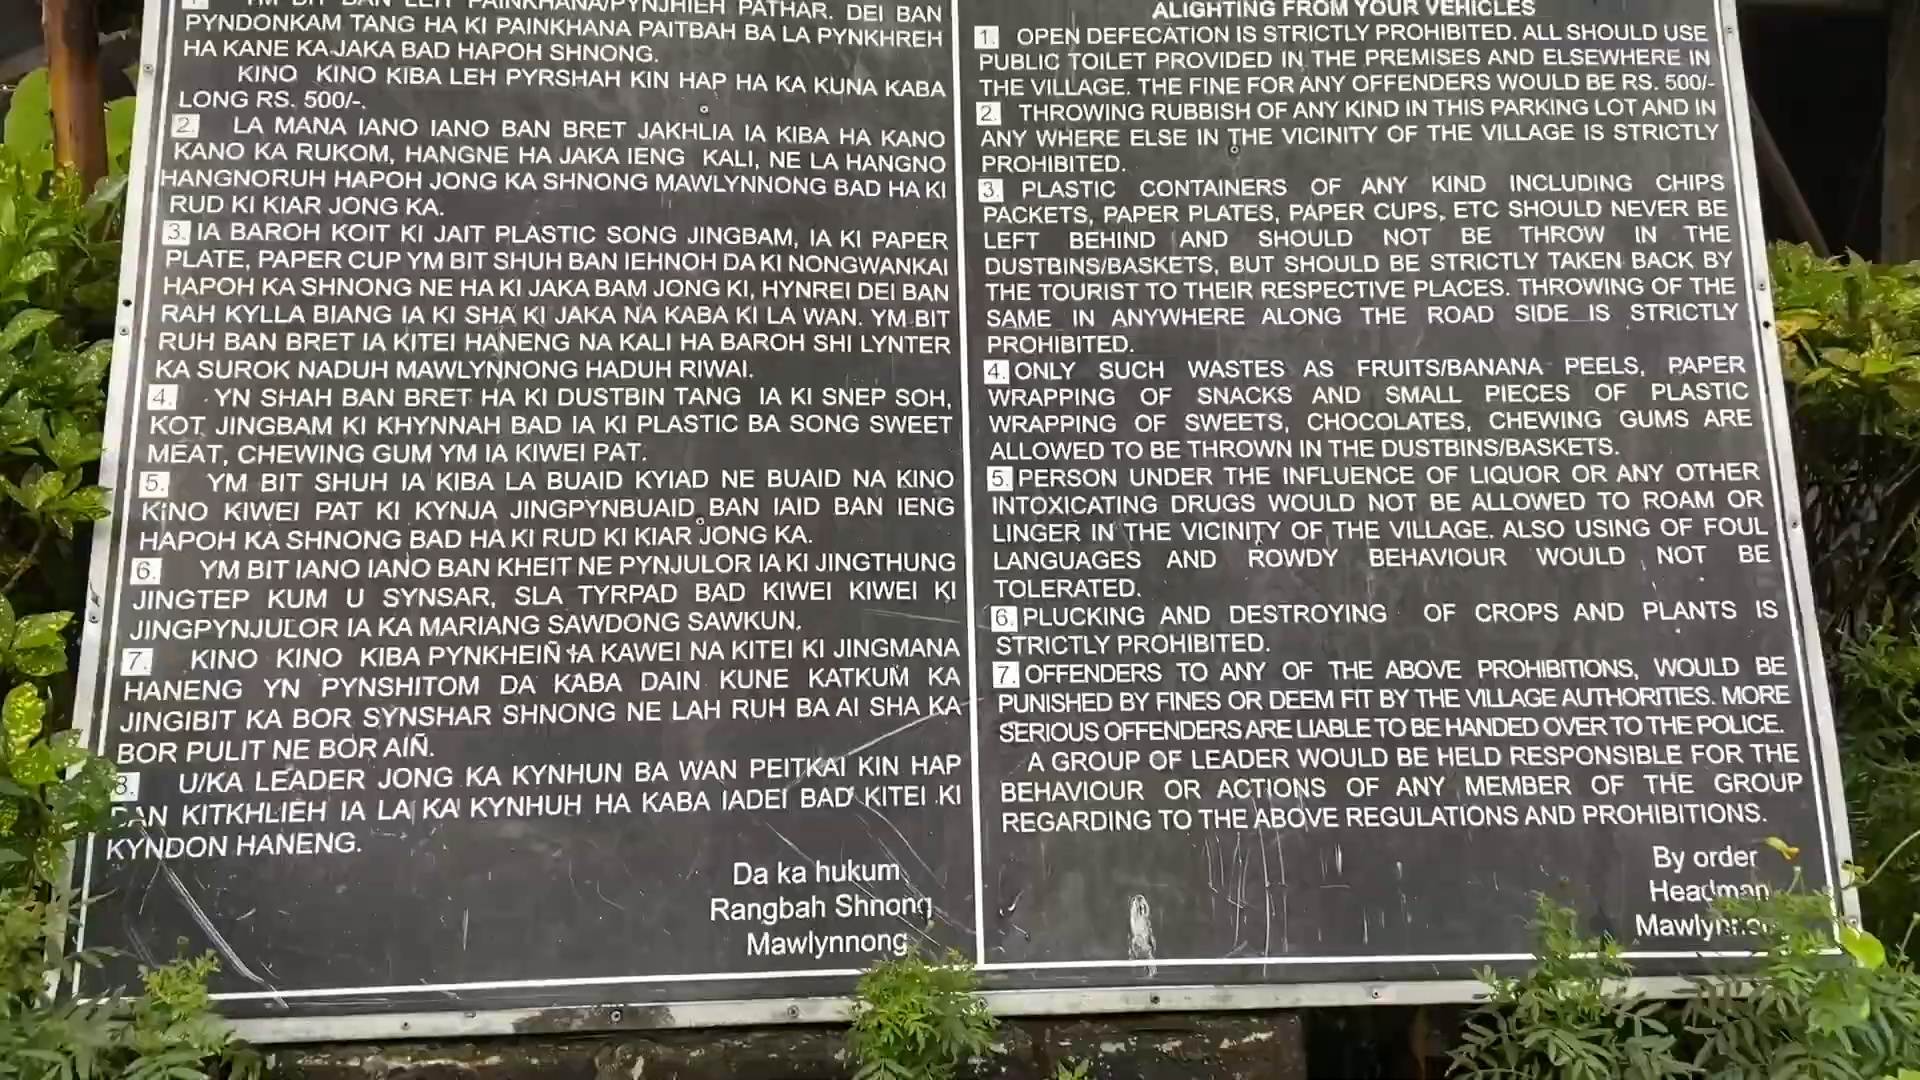 1. YM BIT BAN LEH PAINKHANA/PYNJHIEH PATHAR. DEI BAN
PYNDONKAM TANG HA KI PAINKHANA PAITBAH BA LA PYNKHREH
HA KANE KA JAKA BAD HAPOH SHNONG.
KINO KINO KIBA LEH PYRSHAH KIN HAP HA KA KUNA KABA
LONG RS. 500/-.
2. LA MANA IANO IANO BAN BRET JAKHLIA IA KIBA HA KANO
KANO KA RUKOM, HANGNE HA JAKA IENG KALI, NE LA HANGNO
HANGNORUH HAPOH JONG KA SHNONG MAWLYNNONG BAD HA KI
RUD KI KIAR JONG KA.
3. IA BAROH KOIT KI JAIT PLASTIC SONG JINGBAM, IA KI PAPER
PLATE, PAPER CUP YM BIT SHUH BAN IEHNOH DA KI NONGWANKAI
HAPOH KA SHNONG NE HA KI JAKA BAM JONG KI, HYNREI DEI BAN
RAH KYLLA BIANG IA KI SHA KI JAKA NA KABA KI LA WAN. YM BIT
RUH BAN BRET IA KITEI HANENG NA KALI HA BAROH SHI LYNTER
KA SUROK NADUH MAWLYNNONG HADUH RIWAI.
4. YN SHAH BAN BRET HA KI DUSTBIN TANG IA KI SNEP SOH,
KOT JINGBAM KI KHYNNAH BAD IA KI PLASTIC BA SONG SWEET
MEAT, CHEWING GUM YM IA KIWEI PAT.
5. YM BIT SHUH IA KIBA LA BUAID KYIAD NE BUAID NA KINO
KINO KIWEI PAT KI KYNJA JINGPYNBUAID BAN IAID BAN IENG
HAPOH KA SHNONG BAD HA KI RUD KI KIAR JONG KA.
6. YM BIT IANO IANO BAN KHEIT NE PYNJULOR IA KI JINGTHUNG
JINGTEP KUM U SYNSAR, SLA TYRPAD BAD KIWEI KIWEI KI
JINGPYNJULOR IA KA MARIANG SAWDONG SAWKUN.
7. KINO KINO KIBA PYNKHEIÑ IA KAWEI NA KITEI KI JINGMANA
HANENG YN PYNSHITOM DA KABA DAIN KUNE KATKUM KA
JINGIBIT KA BOR SYNSHAR SHNONG NE LAH RUH BA AI SHA KA
BOR PULIT NE BOR AIÑ.
8. U/KA LEADER JONG KA KYNHUN BA WAN PEITKAI KIN HAP
BAN KITKHLIEH IA LA KA KYNHUH HA KABA IADEI BAD KITEI KI
KYNDON HANENG.
Da ka hukum
Rangbah Shnong
Mawlynnong
ALIGHTING FROM YOUR VEHICLES
1. OPEN DEFECATION IS STRICTLY PROHIBITED. ALL SHOULD USE
PUBLIC TOILET PROVIDED IN THE PREMISES AND ELSEWHERE IN
THE VILLAGE. THE FINE FOR ANY OFFENDERS WOULD BE RS. 500/-
2. THROWING RUBBISH OF ANY KIND IN THIS PARKING LOT AND IN
ANY WHERE ELSE IN THE VICINITY OF THE VILLAGE IS STRICTLY
PROHIBITED.
3. PLASTIC CONTAINERS OF ANY KIND INCLUDING CHIPS
PACKETS, PAPER PLATES, PAPER CUPS, ETC SHOULD NEVER BE
LEFT BEHIND AND SHOULD NOT BE THROW IN THE
DUSTBINS/BASKETS, BUT SHOULD BE STRICTLY TAKEN BACK BY
THE TOURIST TO THEIR RESPECTIVE PLACES. THROWING OF THE
SAME IN ANYWHERE ALONG THE ROAD SIDE IS STRICTLY
PROHIBITED.
4. ONLY SUCH WASTES AS FRUITS/BANANA PEELS, PAPER
WRAPPING OF SNACKS AND SMALL PIECES OF PLASTIC
WRAPPING OF SWEETS, CHOCOLATES, CHEWING GUMS ARE
ALLOWED TO BE THROWN IN THE DUSTBINS/BASKETS.
5. PERSON UNDER THE INFLUENCE OF LIQUOR OR ANY OTHER
INTOXICATING DRUGS WOULD NOT BE ALLOWED TO ROAM OR
LINGER IN THE VICINITY OF THE VILLAGE. ALSO USING OF FOUL
LANGUAGES AND ROWDY BEHAVIOUR WOULD NOT BE
TOLERATED.
6. PLUCKING AND DESTROYING OF CROPS AND PLANTS IS
STRICTLY PROHIBITED.
7. OFFENDERS TO ANY OF THE ABOVE PROHIBITIONS, WOULD BE
PUNISHED BY FINES OR DEEM FIT BY THE VILLAGE AUTHORITIES. MORE
SERIOUS OFFENDERS ARE LIABLE TO BE HANDED OVER TO THE POLICE.
A GROUP OF LEADER WOULD BE HELD RESPONSIBLE FOR THE
BEHAVIOUR OR ACTIONS OF ANY MEMBER OF THE GROUP
REGARDING TO THE ABOVE REGULATIONS AND PROHIBITIONS.
By order
Headman
Mawlynnong